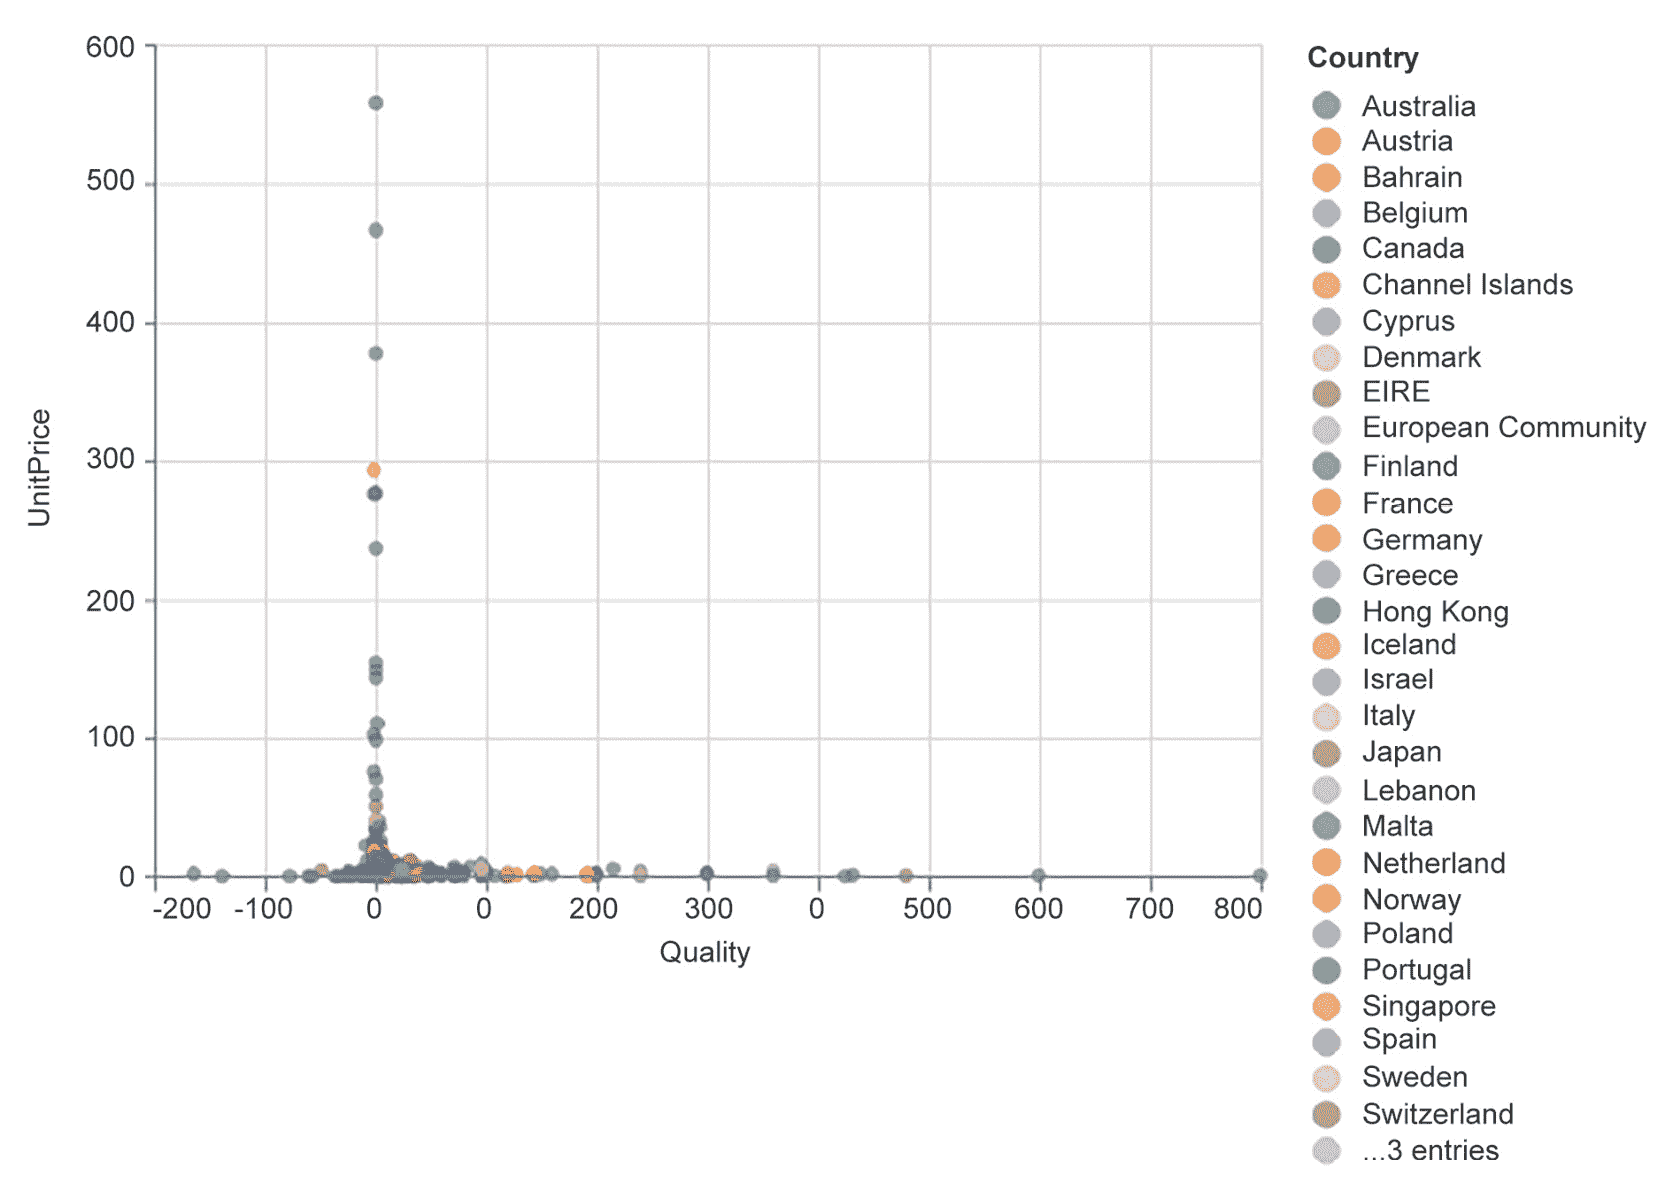 600
500
400
300
200
100
0
UnitPrice
-200 -100 0 0 200 300 0 500 600 700 800
Quality
Country
Australia
Austria
Bahrain
Belgium
Canada
Channel Islands
Cyprus
Denmark
EIRE
European Community
Finland
France
Germany
Greece
Hong Kong
Iceland
Israel
Italy
Japan
Lebanon
Malta
Netherland
Norway
Poland
Portugal
Singapore
Spain
Sweden
Switzerland
...3 entries